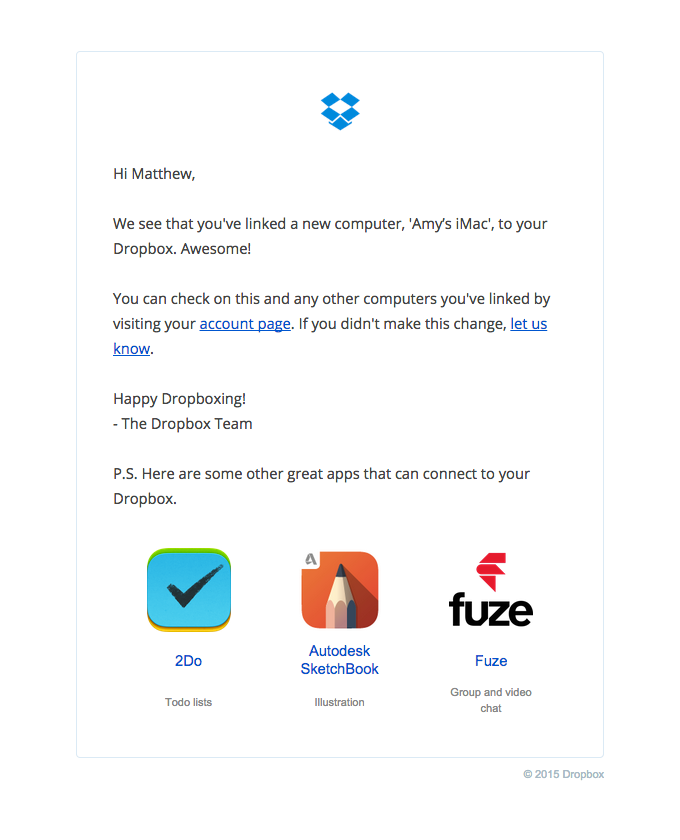 Hi Matthew,
We see that you've linked a new computer, 'Amy’s iMac', to your
Dropbox. Awesome!
You can check on this and any other computers you've linked by
visiting your account page. If you didn't make this change, let us
know.
Happy Dropboxing!
- The Dropbox Team
P.S. Here are some other great apps that can connect to your
Dropbox.
A
fuze
2Do
Autodesk
SketchBook
Fuze
Todo lists
Illustration
Group and video
chat
© 2015 Dropbox